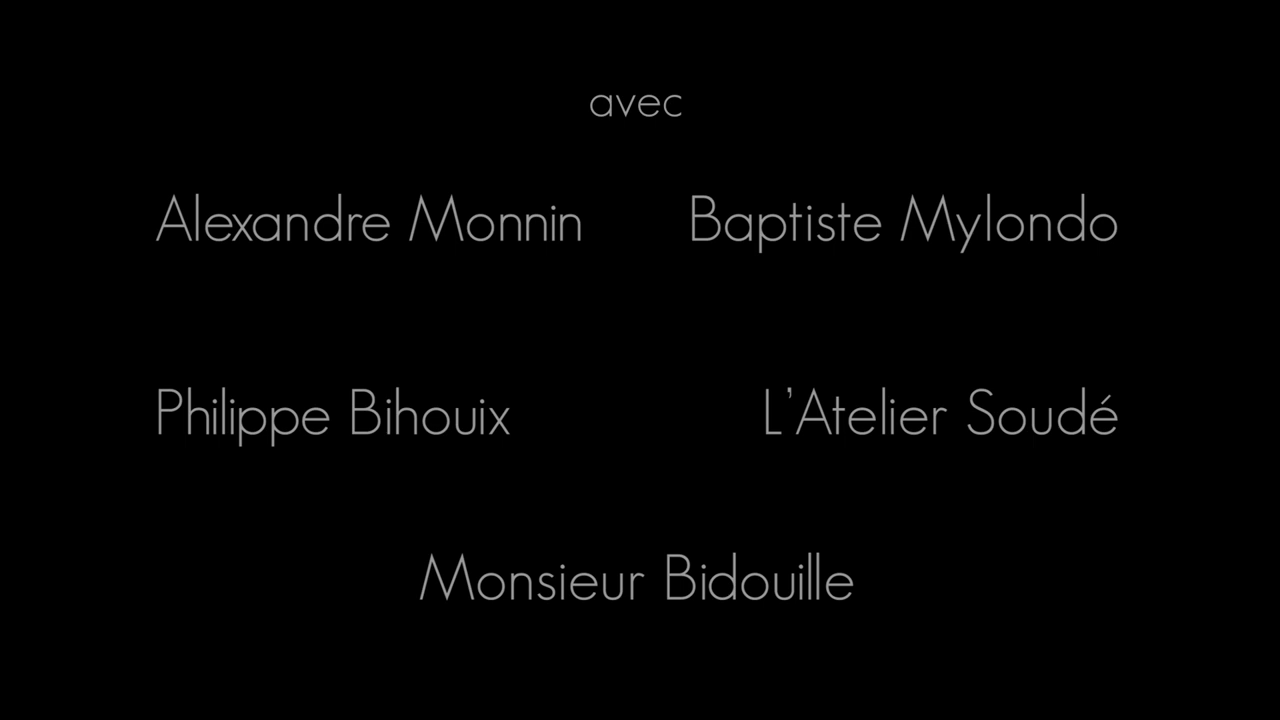 avec
Alexandre Monnin Baptiste Mylondo
Philippe Bihouix L'Atelier Soudé
Monsieur Bidouille